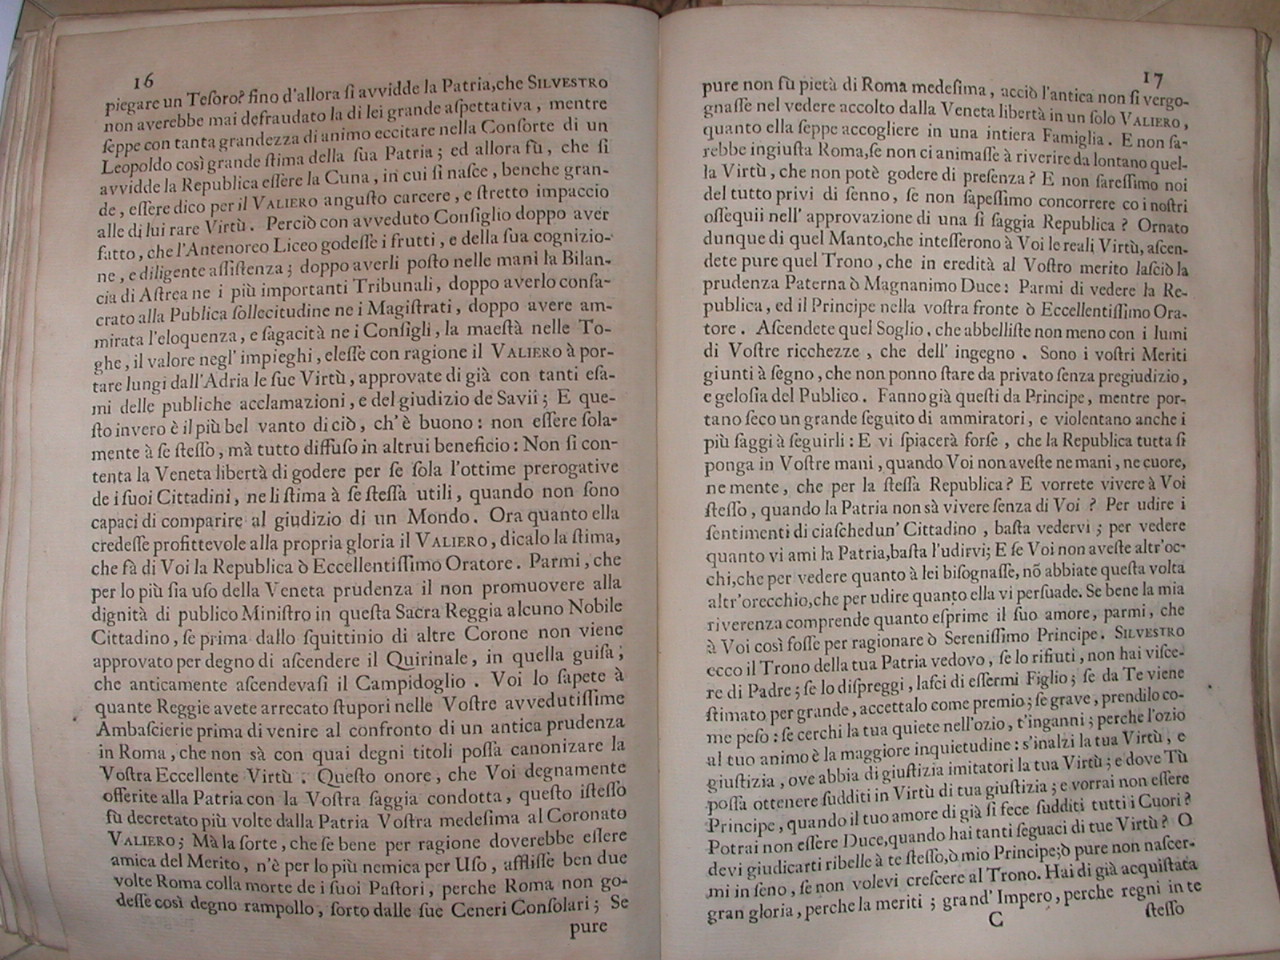 16
piegare un Teſoro? fino d'allora ſi avvidde la Patria, che SILVESTRO
non averebbe mai defraudato la di lei grande aſpettativa, mentre
ſeppe con tanta grandezza di animo eccitare nella Conſorte di un
Leopoldo così grande ſtima della ſua Patria; ed allora fù, che ſi
avvidde la Republica eſſere la Cuna, in cui ſi naſce, benche gran-
de, eſſere dico per il VALIERO anguſto carcere, e ſtretto impaccio
alle di lui rare Virtù. Perciò con avveduto Conſiglio doppo aver
fatto, che l'Antenoreo Liceo godeſſe i frutti, e della ſua cognizio-
ne, e diligente aſſiſtenza; doppo averli poſto nelle mani la Bilan-
cia di Aſtrea ne i più importanti Tribunali, doppo averlo conſa-
crato alla Publica ſollecitudine ne i Magiſtrati, doppo avere am-
mirata l'eloquenza, e ſagacità ne i Conſigli, la maeſtà nelle To-
ghe, il valore negl' impieghi, eleſſe con ragione il VALIERO à por-
tare lungi dall'Adria le ſue Virtù, approvate di già con tanti eſa-
mi delle publiche acclamazioni, e del giudizio de Savii; E que-
ſto invero è il più bel vanto di ciò, ch'è buono: non eſſere ſola-
mente à ſe ſteſſo, mà tutto diffuſo in altrui beneficio: Non ſi con-
tenta la Veneta libertà di godere per ſe ſola l'ottime prerogative
de i ſuoi Cittadini, ne li ſtima à ſe ſteſſa utili, quando non ſono
capaci di comparire al giudizio di un Mondo. Ora quanto ella
credeſſe profittevole alla propria gloria il VALIERO, dicalo la ſtima,
che fà di Voi la Republica ò Eccellentiſſimo Oratore. Parmi, che
per lo più ſia uſo della Veneta prudenza il non promuovere alla
dignità di publico Miniſtro in queſta Sacra Reggia alcuno Nobile
Cittadino, ſe prima dallo ſquittinio di altre Corone non viene
approvato per degno di aſcendere il Quirinale, in quella guiſa,
che anticamente aſcendevaſi il Campidoglio. Voi lo ſapete à
quante Reggie avete arrecato ſtupori nelle Voſtre avvedutiſſime
Ambaſcierie prima di venire al confronto di un antica prudenza
in Roma, che non sà con quai degni titoli poſſa canonizare la
Voſtra Eccellente Virtù. Queſto onore, che Voi degnamente
offerite alla Patria con la Voſtra ſaggia condotta, queſto iſteſſo
fù decretato più volte dalla Patria Voſtra medeſima al Coronato
VALIERO; Mà la ſorte, che ſe bene per ragione doverebbe eſſere
amica del Merito, n'è per lo più nemica per Uſo, affliſſe ben due
volte Roma colla morte de i ſuoi Paſtori, perche Roma non go-
deſſe così degno rampollo, ſorto dalle ſue Ceneri Conſolari; Se
pure
17
pure non fù pietà di Roma medeſima, acciò l'antica non ſi vergo-
gnaſſe nel vedere accolto dalla Veneta libertà in un ſolo VALIERO,
quanto ella ſeppe accogliere in una intiera Famiglia. E non ſa-
rebbe ingiuſta Roma, ſe non ci animaſſe à riverire da lontano quel-
la Virtù, che non potè godere di preſenza? E non ſareſſimo noi
del tutto privi di ſenno, ſe non ſapeſſimo concorrere co i noſtri
oſſequii nell' approvazione di una ſi ſaggia Republica? Ornato
dunque di quel Manto, che inteſſerono à Voi le reali Virtù, aſcen-
dete pure quel Trono, che in eredità al Voſtro merito laſciò la
prudenza Paterna ò Magnanimo Duce: Parmi di vedere la Re-
publica, ed il Principe nella voſtra fronte ò Eccellentiſſimo Ora-
tore. Aſcendete quel Soglio, che abbelliſte non meno con i lumi
di Voſtre ricchezze, che dell' ingegno. Sono i voſtri Meriti
giunti à ſegno, che non ponno ſtare da privato ſenza pregiudizio,
e geloſia del Publico. Fanno già queſti da Principe, mentre por-
tano ſeco un grande ſeguito di ammiratori, e violentano anche i
più ſaggi à ſeguirli: E vi ſpiacerà forſe, che la Republica tutta ſi
ponga in Voſtre mani, quando Voi non aveſte ne mani, ne cuore,
ne mente, che per la ſteſſa Republica? E vorrete vivere à Voi
ſteſſo, quando la Patria non sà vivere ſenza di Voi? Per udire i
ſentimenti di ciaſchedun' Cittadino, baſta vedervi; per vedere
quanto vi ami la Patria, baſta l'udirvi; E ſe Voi non aveſte altr'oc-
chi, che per vedere quanto à lei biſognaſſe, nõ abbiate queſta volta
altr'orecchio, che per udire quanto ella vi perſuade. Se bene la mia
riverenza comprende quanto eſprime il ſuo amore, parmi, che
à Voi così foſſe per ragionare ò Sereniſſimo Principe. SILVESTRO
ecco il Trono della tua Patria vedovo, ſe lo rifiuti, non hai viſce-
re di Padre; ſe lo diſpreggi, laſci di eſſermi Figlio; ſe da Te viene
ſtimato per grande, accettalo come premio; ſe grave, prendilo co-
me peſo: ſe cerchi la tua quiete nell'ozio, t'inganni; perche l'ozio
al tuo animo è la maggiore inquietudine: s'inalzi la tua Virtù, e
giuſtizia, ove abbia di giuſtizia imitatori la tua Virtù; e dove Tù
poſſa ottenere ſudditi in Virtù di tua giuſtizia; e vorrai non eſſere
Principe, quando il tuo amore di già ſi fece ſudditi tutti i Cuori?
Potrai non eſſere Duce, quando hai tanti ſeguaci di tue Virtù? O
devi giudicarti ribelle à te ſteſſo, ò mio Principe; ò pure non naſcer-
mi in ſeno, ſe non volevi creſcere al Trono. Hai di già acquiſtata
gran gloria, perche la meriti; grand' Impero, perche regni in te
C ſteſſo